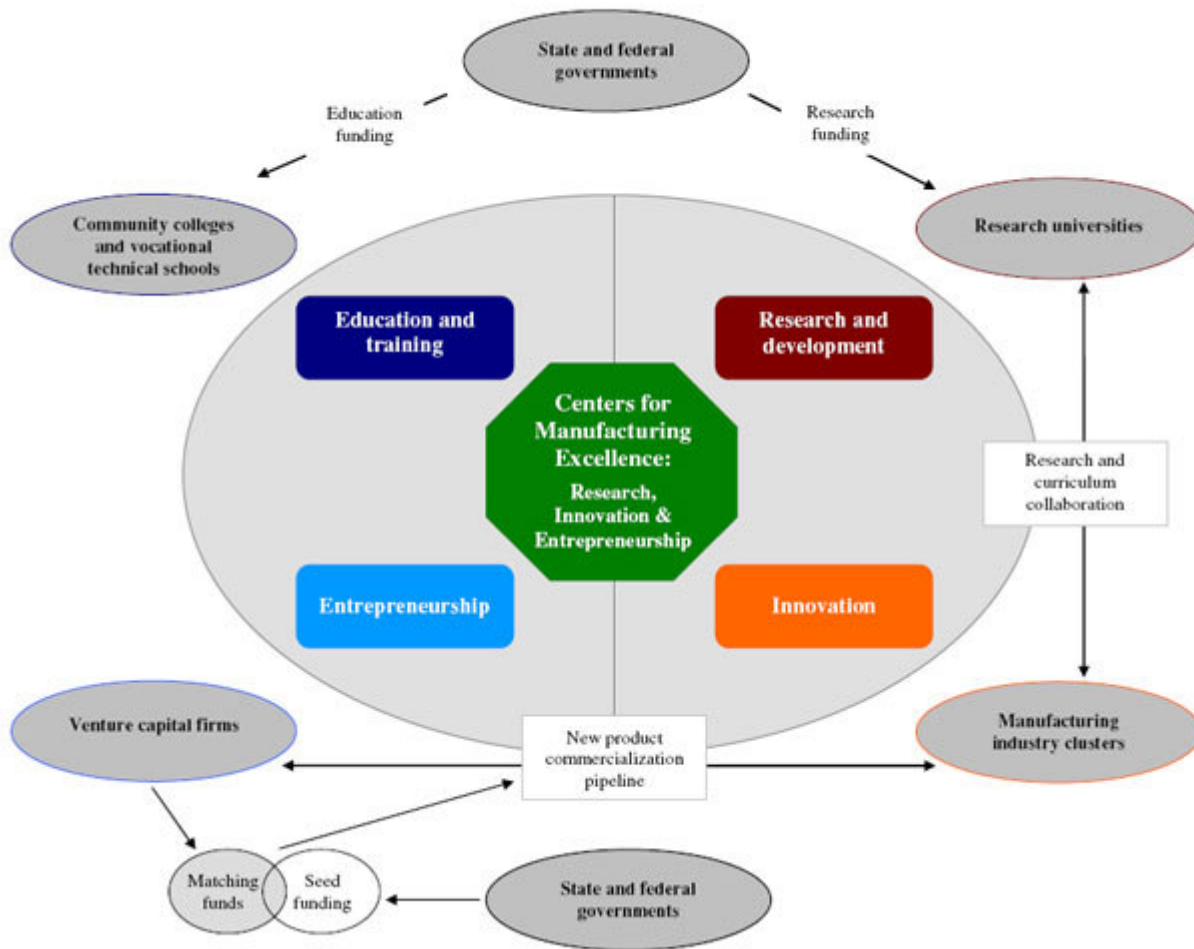 State and federal
governments
Education
funding
Research
funding
Community colleges
and vocational
technical schools
Research universities
Education and
training
Research and
development
Centers for
Manufacturing
Excellence:
Research,
Innovation &
Entrepreneurship
Research and
curriculum
collaboration
Entrepreneurship
Innovation
Venture capital firms
New product
commercialization
pipeline
Manufacturing
industry clusters
Matching
funds
Seed
funding
State and federal
governments